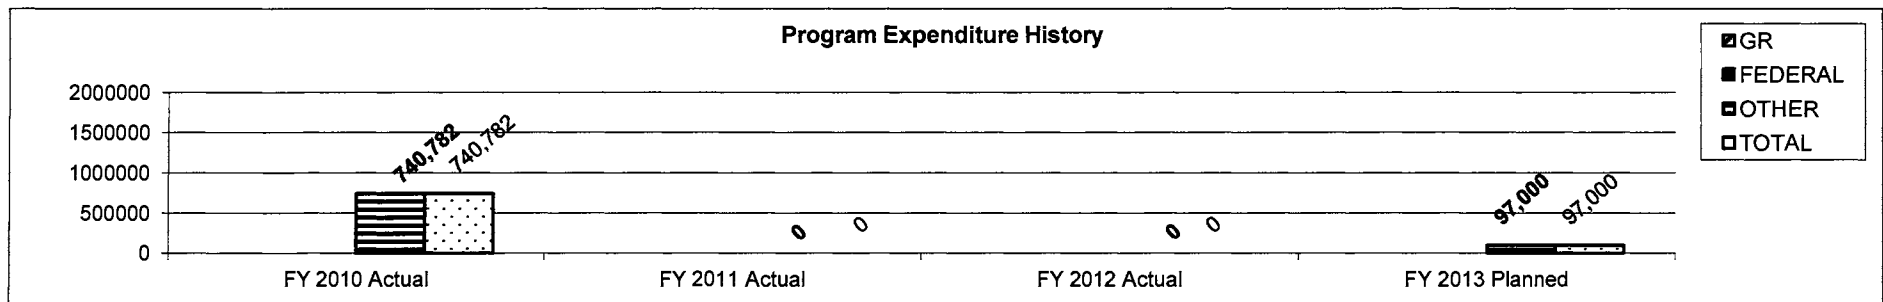 Program Expenditure History
GR
FEDERAL
OTHER
TOTAL
2000000
1500000
1000000
500000
0
740,782
740,782
0
0
0
0
97,000
97,000
FY 2010 Actual
FY 2011 Actual
FY 2012 Actual
FY 2013 Planned